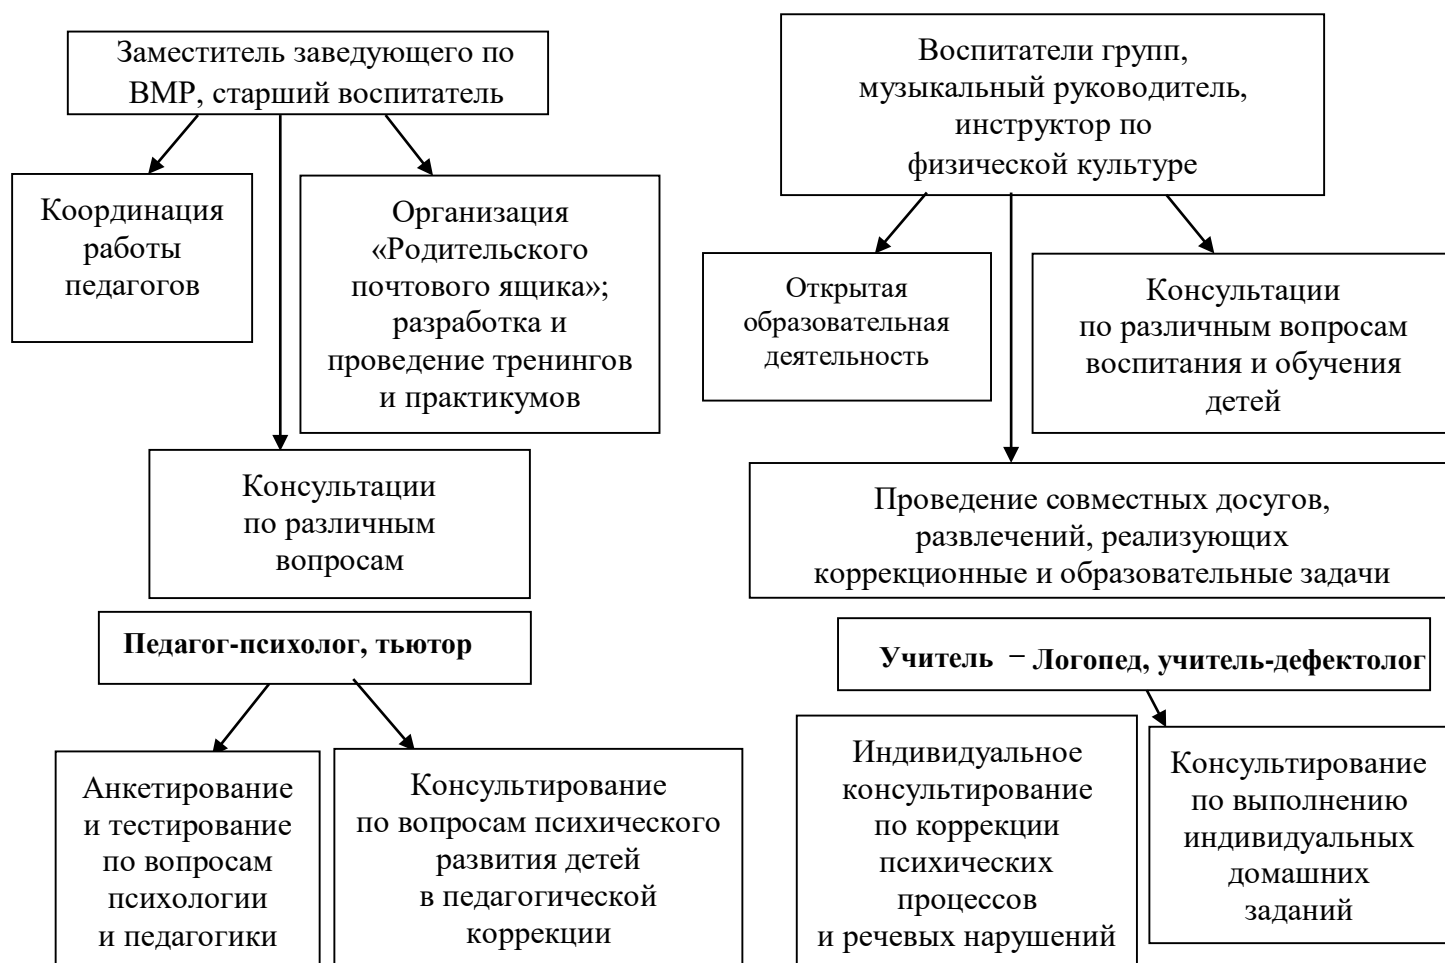 Заместитель заведующего по
ВМР, старший воспитатель
Воспитатели групп,
музыкальный руководитель,
инструктор по
физической культуре
Координация
работы
педагогов
Организация
«Родительского
почтового ящика»;
разработка и
проведение тренингов
и практикумов
Открытая
образовательная
деятельность
Консультации
по различным вопросам
воспитания и обучения
детей
Консультации
по различным
вопросам
Проведение совместных досугов,
развлечений, реализующих
коррекционные и образовательные задачи
Педагог-психолог, тьютор
Учитель – Логопед, учитель-дефектолог
Анкетирование
и тестирование
по вопросам
психологии
и педагогики
Консультирование
по вопросам психического
развития детей
в педагогической
коррекции
Индивидуальное
консультирование
по коррекции
психических
процессов
и речевых нарушений
Консультирование
по выполнению
индивидуальных
домашних
заданий